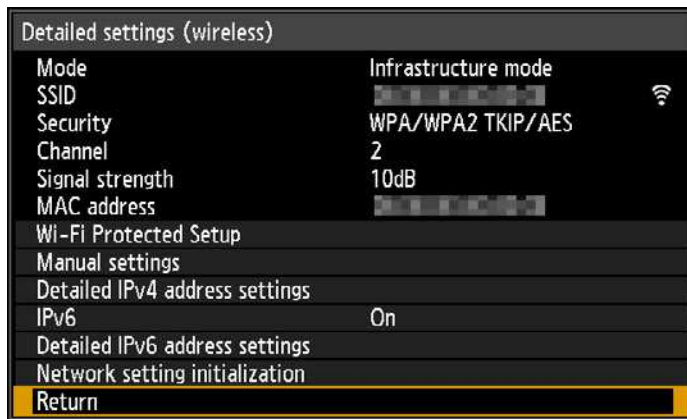 Detailed settings (wireless)
Mode Infrastructure mode
SSID
Security WPA/WPA2 TKIP/AES
Channel 2
Signal strength 10dB
MAC address
Wi-Fi Protected Setup
Manual settings
Detailed IPv4 address settings
IPv6 On
Detailed IPv6 address settings
Network setting initialization
Return